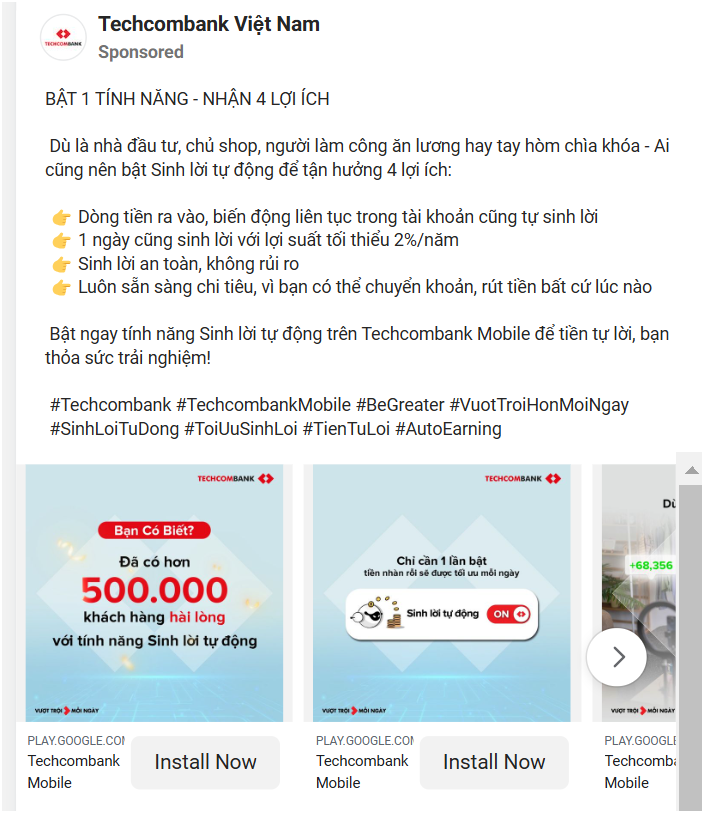 Techcombank Việt Nam
TECHCOMBANK
Sponsored
BẬT 1 TÍNH NĂNG - NHẬN 4 LỢI ÍCH
Dù là nhà đầu tư, chủ shop, người làm công ăn lương hay tay hòm chìa khóa - Ai
cũng nên bật Sinh lời tự động để tận hưởng 4 lợi ích:
👉 Dòng tiền ra vào, biến động liên tục trong tài khoản cũng tự sinh lời
👉 1 ngày cũng sinh lời với lợi suất tối thiểu 2%/năm
👉 Sinh lời an toàn, không rủi ro
👉 Luôn sẵn sàng chi tiêu, vì bạn có thể chuyển khoản, rút tiền bất cứ lúc nào
Bật ngay tính năng Sinh lời tự động trên Techcombank Mobile để tiền tự lời, bạn
thỏa sức trải nghiệm!
#Techcombank #TechcombankMobile #BeGreater #VuotTroiHonMoiNgay
#SinhLoiTuDong #ToiUuSinhLoi #TienTuLoi #AutoEarning
TECHCOMBANK
Bạn Có Biết?
Đã có hơn
500.000
khách hàng hài lòng
với tính năng Sinh lời tự động
VƯỢT TRỘI MỖI NGÀY
PLAY.GOOGLE.COM
Techcombank
Mobile
Install Now
TECHCOMBANK
Chỉ cần 1 lần bật
tiền nhàn rỗi sẽ được tối ưu mỗi ngày
Sinh lời tự động ON
VƯỢT TRỘI MỖI NGÀY
PLAY.GOOGLE.COM
Techcombank
Mobile
Install Now
Dù
+68,356
PLAY.GOOGLE
Techcomba
Mobile